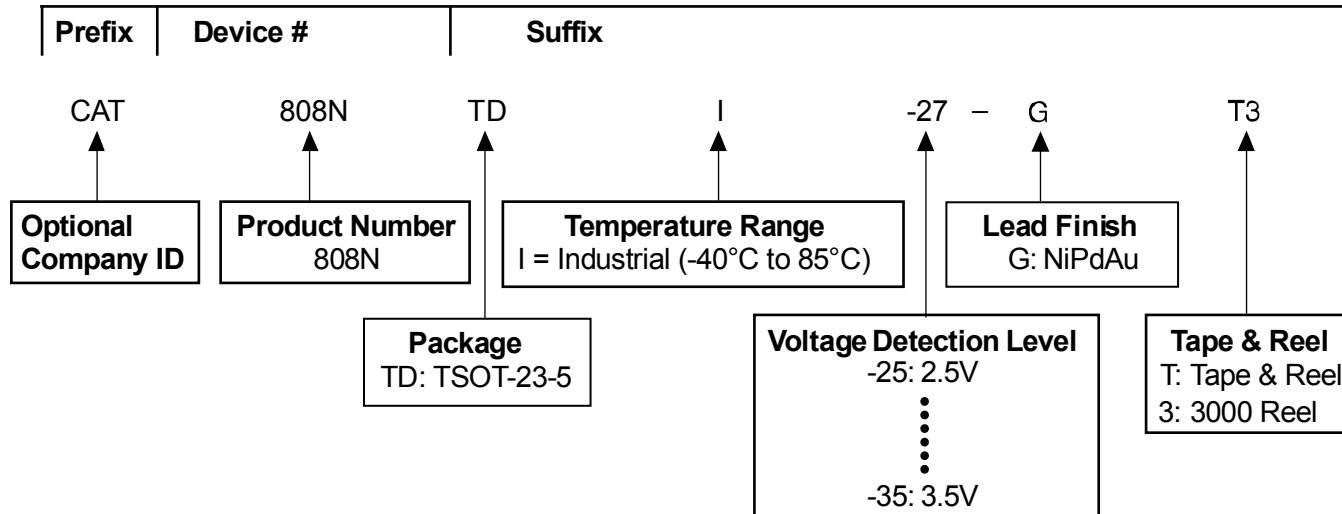 Prefix Device # Suffix
CAT 808N TD I -27 – G T3
Optional
Company ID
Product Number
808N
Temperature Range
I = Industrial (-40°C to 85°C)
Lead Finish
G: NiPdAu
Package
TD: TSOT-23-5
Voltage Detection Level
-25: 2.5V
-35: 3.5V
Tape & Reel
T: Tape & Reel
3: 3000 Reel